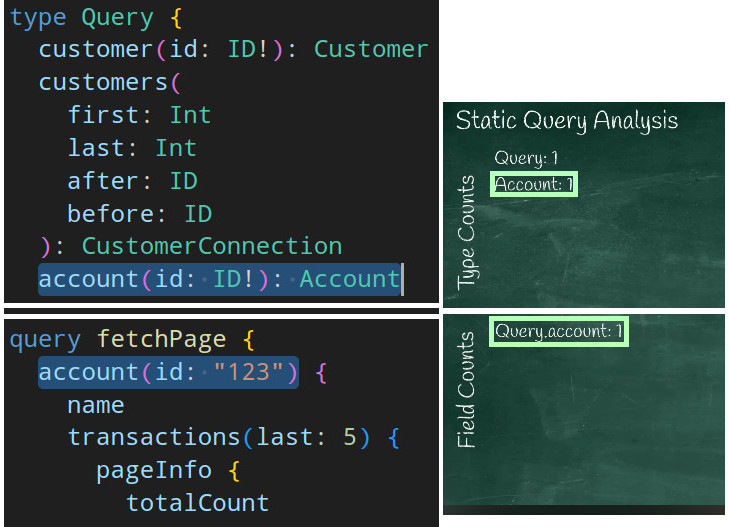 type Query {
customer(id: ID!): Customer
customers(
first: Int
last: Int
after: ID
before: ID
): CustomerConnection
account(id: ID!): Account
query fetchPage {
account(id: "123") {
name
transactions(last: 5) {
pageInfo {
totalCount
Static Query Analysis
Type Counts
Query: 1
Account: 1
Field Counts
Query.account: 1